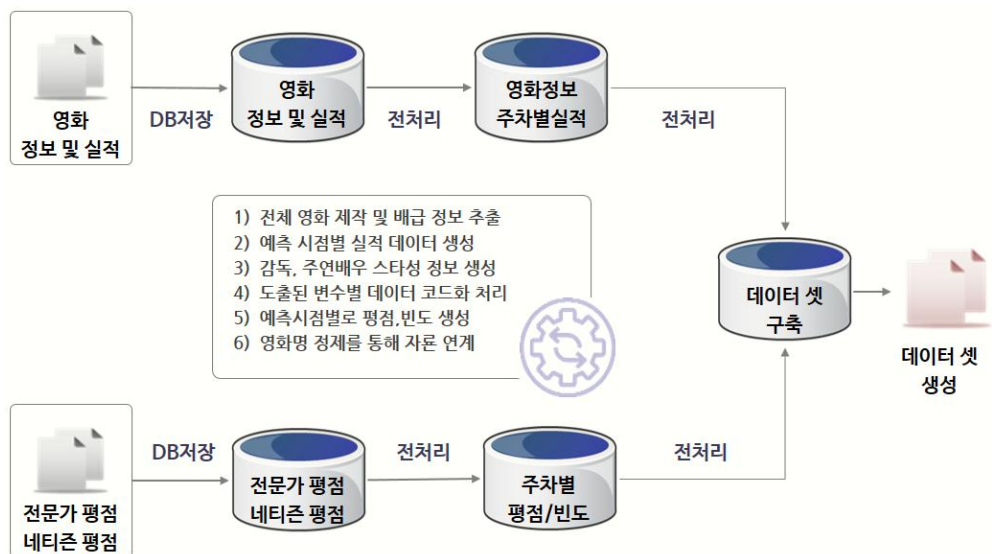 영화
정보 및 실적
DB저장
영화
정보 및 실적
전처리
영화정보
주차별실적
전처리
1) 전체 영화 제작 및 배급 정보 추출
2) 예측 시점별 실적 데이터 생성
3) 감독, 주연배우 스타성 정보 생성
4) 도출된 변수별 데이터 코드화 처리
5) 예측시점별로 평점,빈도 생성
6) 영화명 정제를 통해 자론 연계
데이터 셋
구축
데이터 셋
생성
전문가 평점
네티즌 평점
DB저장
전문가 평점
네티즌 평점
전처리
주차별
평점/빈도
전처리